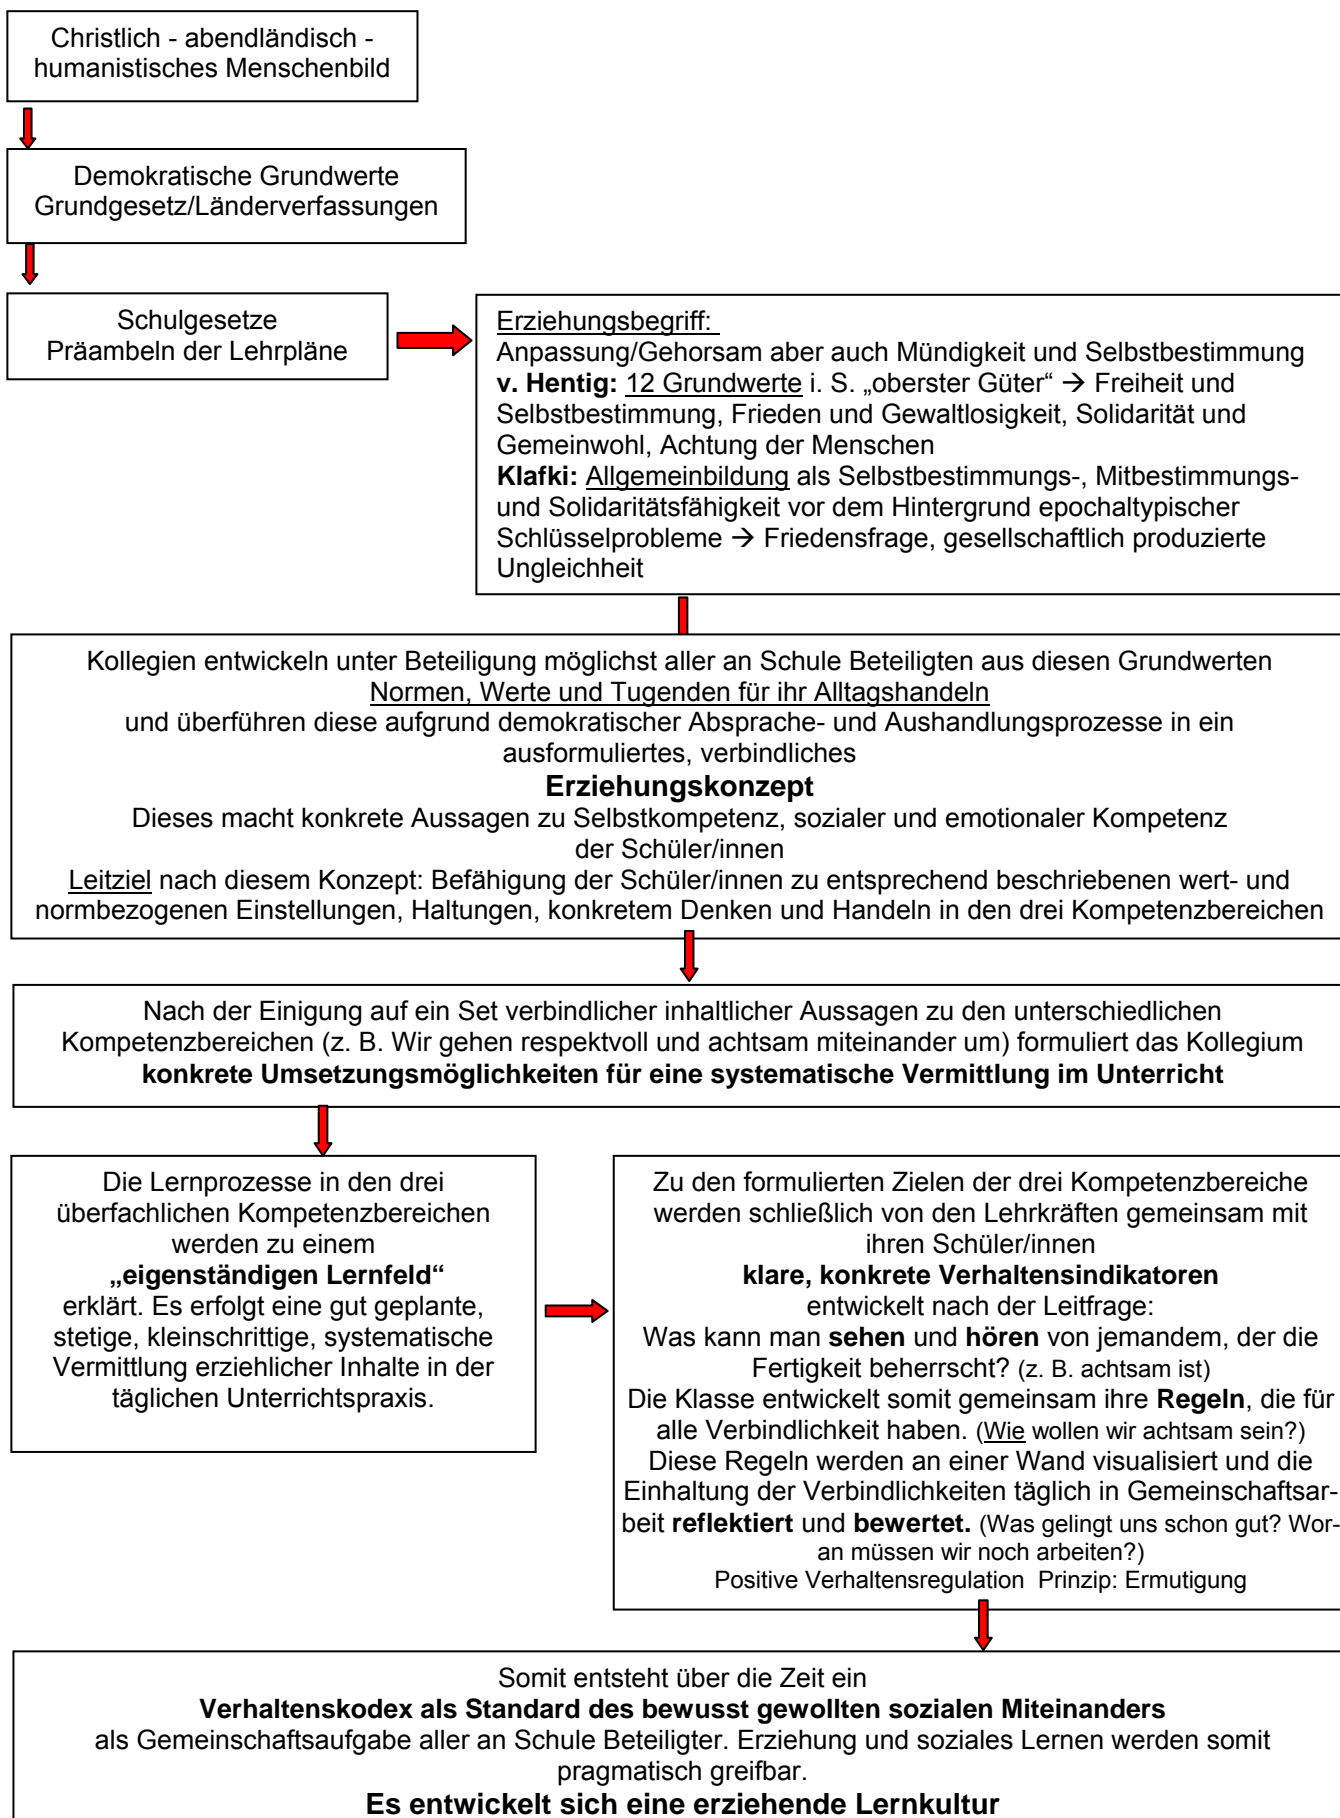 Christlich - abendländisch -
humanistisches Menschenbild
Demokratische Grundwerte
Grundgesetz/Länderverfassungen
Schulgesetze
Präambeln der Lehrpläne
Erziehungsbegriff:
Anpassung/Gehorsam aber auch Mündigkeit und Selbstbestimmung
v. Hentig: 12 Grundwerte i. S. „oberster Güter“ → Freiheit und
Selbstbestimmung, Frieden und Gewaltlosigkeit, Solidarität und
Gemeinwohl, Achtung der Menschen
Klafki: Allgemeinbildung als Selbstbestimmungs-, Mitbestimmungs-
und Solidaritätsfähigkeit vor dem Hintergrund epochaltypischer
Schlüsselprobleme → Friedensfrage, gesellschaftlich produzierte
Ungleichheit
Kollegien entwickeln unter Beteiligung möglichst aller an Schule Beteiligten aus diesen Grundwerten
Normen, Werte und Tugenden für ihr Alltagshandeln
und überführen diese aufgrund demokratischer Absprache- und Aushandlungsprozesse in ein
ausformuliertes, verbindliches
Erziehungskonzept
Dieses macht konkrete Aussagen zu Selbstkompetenz, sozialer und emotionaler Kompetenz
der Schüler/innen
Leitziel nach diesem Konzept: Befähigung der Schüler/innen zu entsprechend beschriebenen wert- und
normbezogenen Einstellungen, Haltungen, konkretem Denken und Handeln in den drei Kompetenzbereichen
Nach der Einigung auf ein Set verbindlicher inhaltlicher Aussagen zu den unterschiedlichen
Kompetenzbereichen (z. B. Wir gehen respektvoll und achtsam miteinander um) formuliert das Kollegium
konkrete Umsetzungsmöglichkeiten für eine systematische Vermittlung im Unterricht
Die Lernprozesse in den drei
überfachlichen Kompetenzbereichen
werden zu einem
„eigenständigen Lernfeld“
erklärt. Es erfolgt eine gut geplante,
stetige, kleinschrittige, systematische
Vermittlung erziehlicher Inhalte in der
täglichen Unterrichtspraxis.
Zu den formulierten Zielen der drei Kompetenzbereiche
werden schließlich von den Lehrkräften gemeinsam mit
ihren Schüler/innen
klare, konkrete Verhaltensindikatoren
entwickelt nach der Leitfrage:
Was kann man sehen und hören von jemandem, der die
Fertigkeit beherrscht? (z. B. achtsam ist)
Die Klasse entwickelt somit gemeinsam ihre Regeln, die für
alle Verbindlichkeit haben. (Wie wollen wir achtsam sein?)
Diese Regeln werden an einer Wand visualisiert und die
Einhaltung der Verbindlichkeiten täglich in Gemeinschaftsar-
beit reflektiert und bewertet. (Was gelingt uns schon gut? Wor-
an müssen wir noch arbeiten?)
Positive Verhaltensregulation Prinzip: Ermutigung
Somit entsteht über die Zeit ein
Verhaltenskodex als Standard des bewusst gewollten sozialen Miteinanders
als Gemeinschaftsaufgabe aller an Schule Beteiligter. Erziehung und soziales Lernen werden somit
pragmatisch greifbar.
Es entwickelt sich eine erziehende Lernkultur